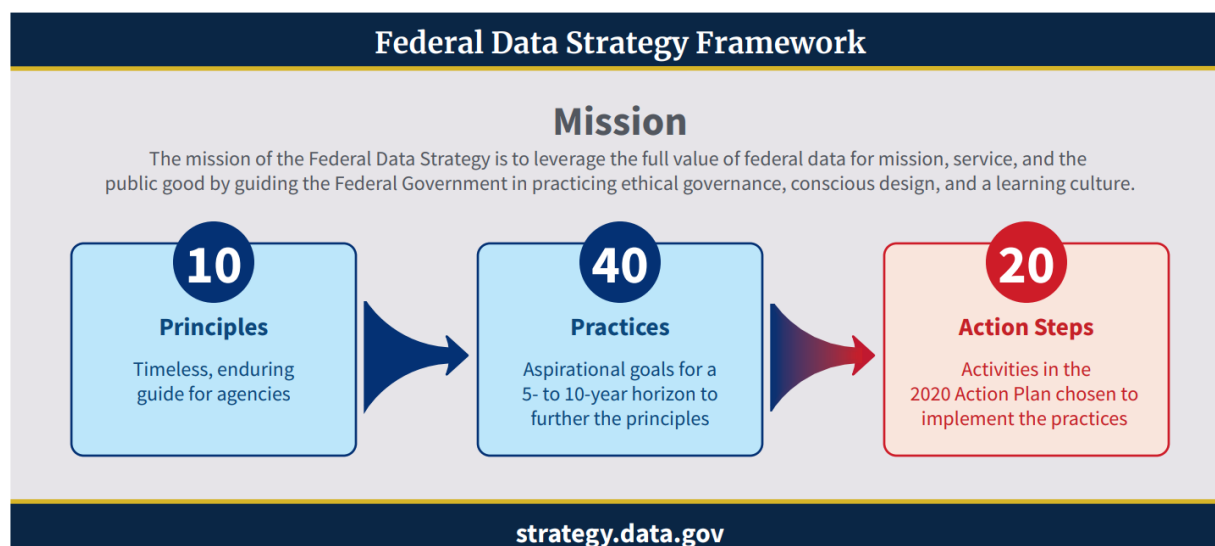 Federal Data Strategy Framework
Mission
The mission of the Federal Data Strategy is to leverage the full value of federal data for mission, service, and the
public good by guiding the Federal Government in practicing ethical governance, conscious design, and a learning culture.
10
Principles
Timeless, enduring
guide for agencies
40
Practices
Aspirational goals for a
5- to 10-year horizon to
further the principles
20
Action Steps
Activities in the
2020 Action Plan chosen to
implement the practices
strategy.data.gov